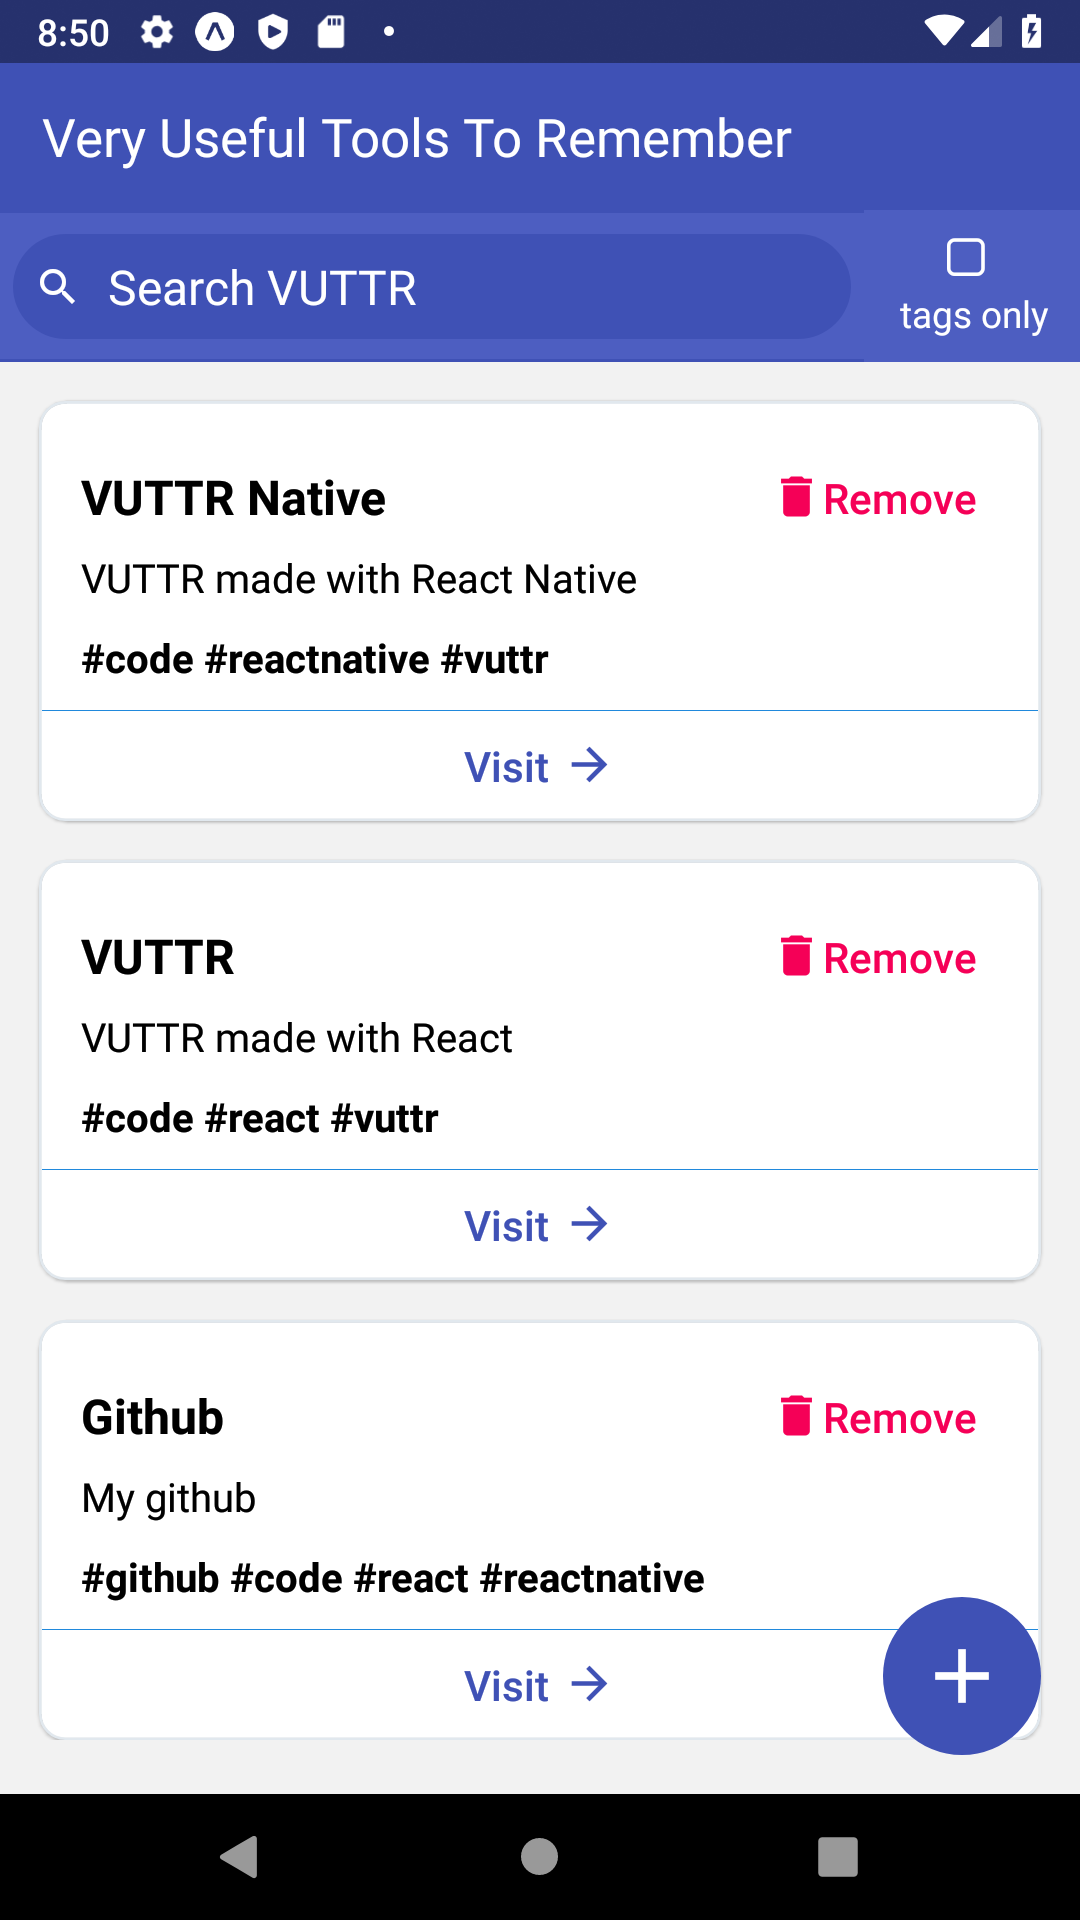 8:50
Very Useful Tools To Remember
Search VUTTR
tags only
VUTTR Native
Remove
VUTTR made with React Native
#code #reactnative #vuttr
Visit
VUTTR
Remove
VUTTR made with React
#code #react #vuttr
Visit
Github
Remove
My github
#github #code #react #reactnative
Visit